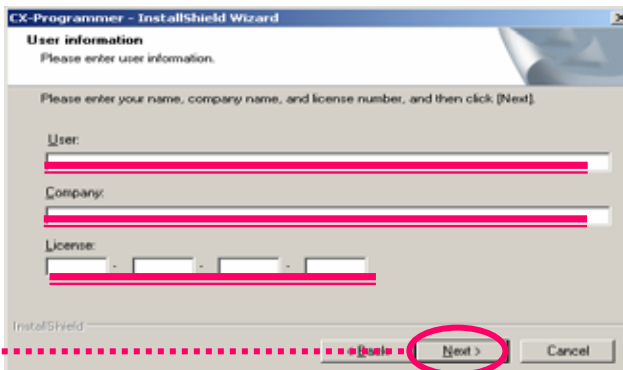 CX-Programmer - InstallShield Wizard
User information
Please enter user information.
Please enter your name, company name, and license number, and then click [Next].
User:
Company:
License:
- - -
InstallShield
< Back Next > Cancel